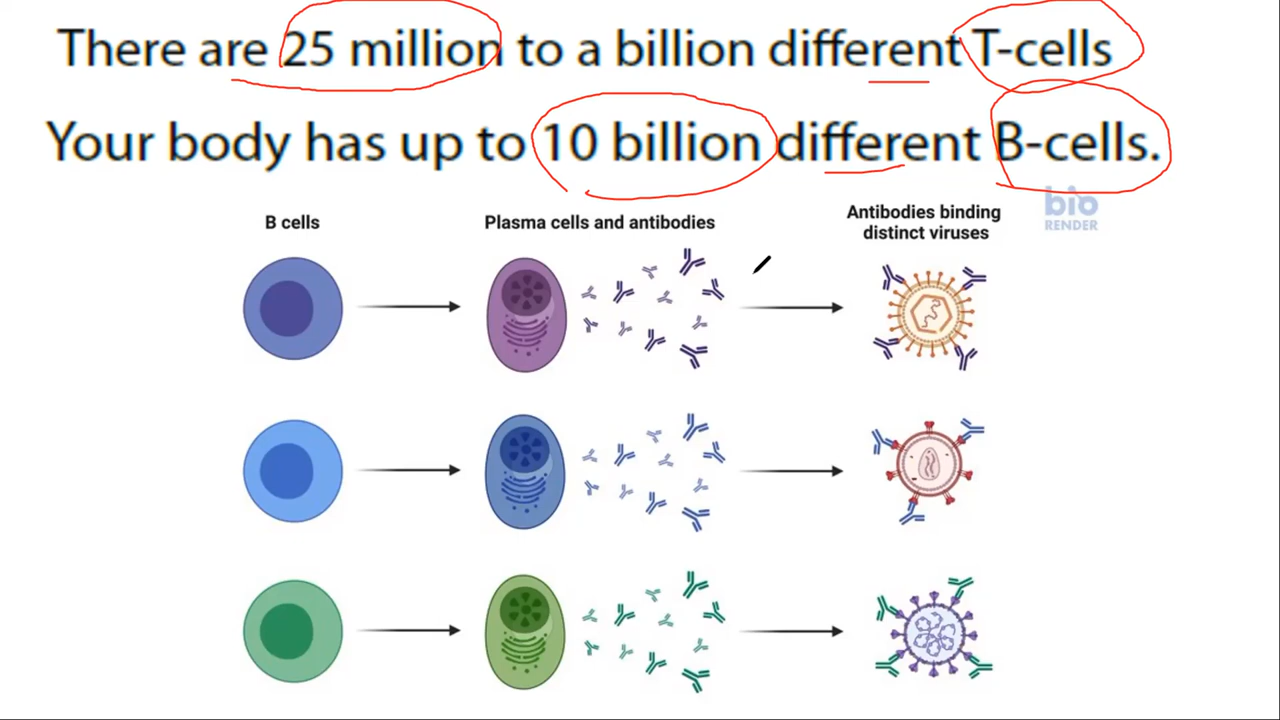 There are 25 million to a billion different T-cells
Your body has up to 10 billion different B-cells.
bio
RENDER
B cells
Plasma cells and antibodies
Antibodies binding
distinct viruses